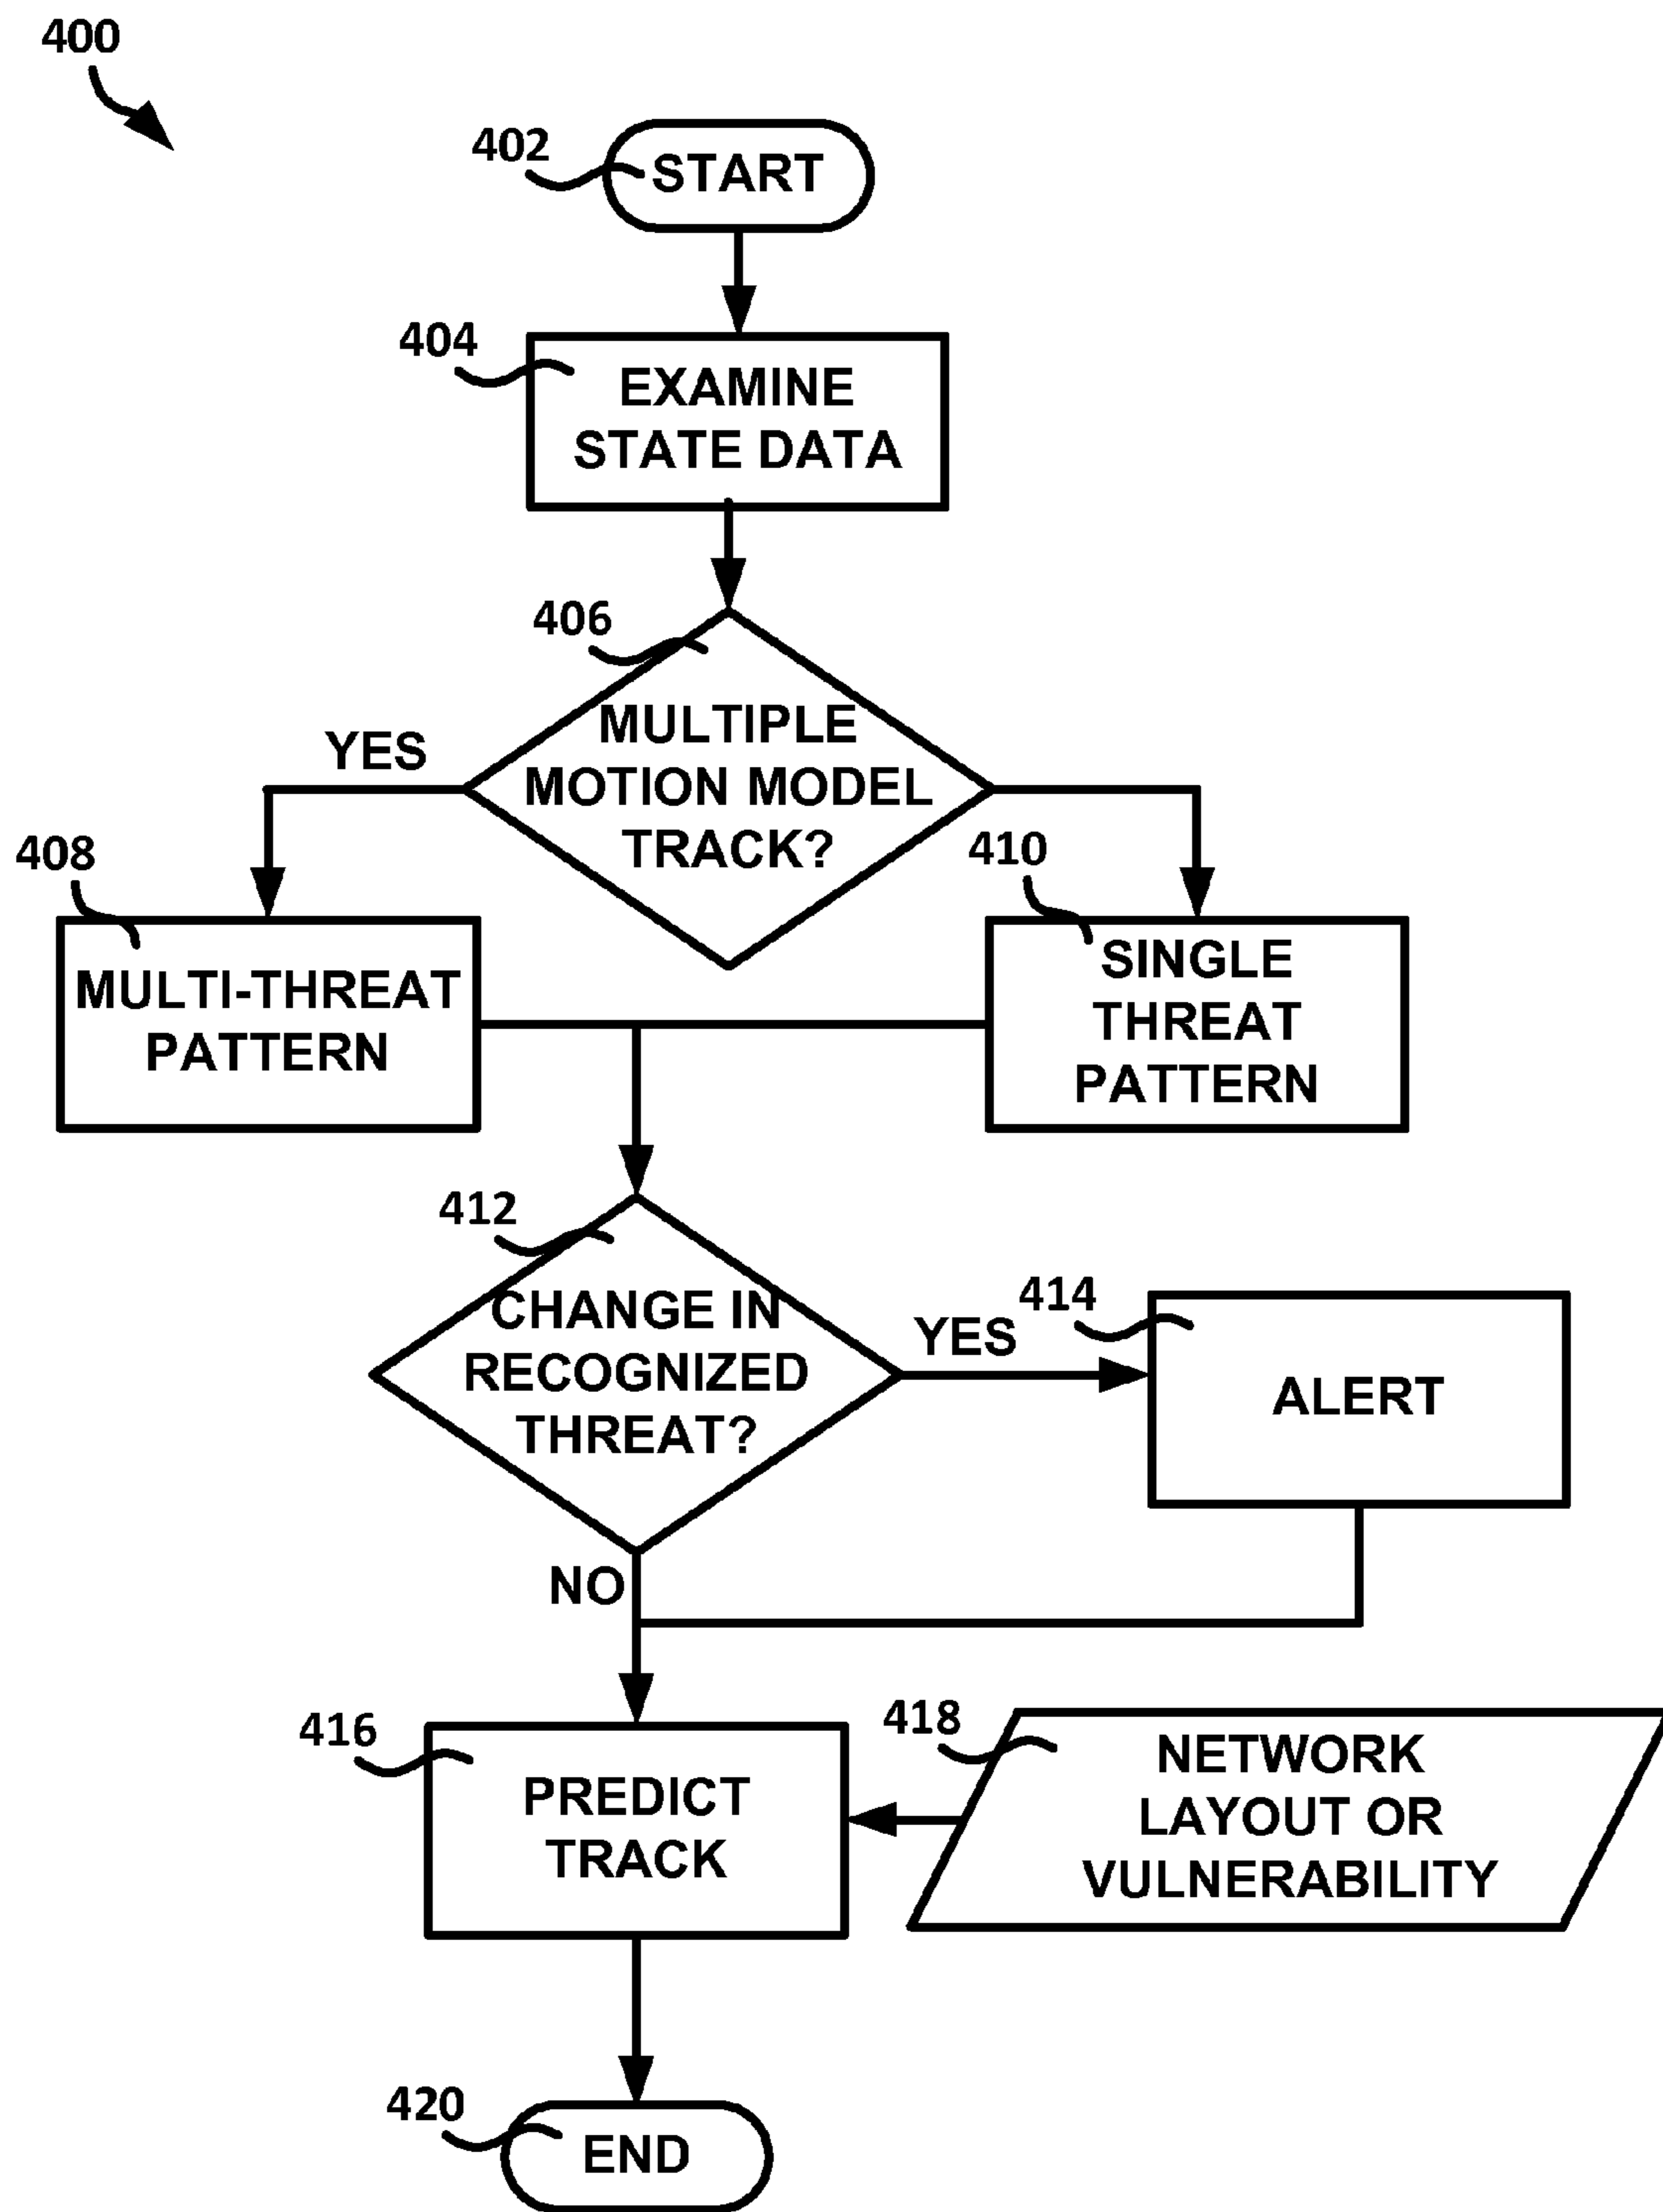 400
402
START
404
EXAMINE
STATE DATA
406
MULTIPLE
MOTION MODEL
TRACK?
YES
408
MULTI-THREAT
PATTERN
410
SINGLE
THREAT
PATTERN
412
CHANGE IN
RECOGNIZED
THREAT?
YES
414
ALERT
NO
416
PREDICT
TRACK
418
NETWORK
LAYOUT OR
VULNERABILITY
420
END